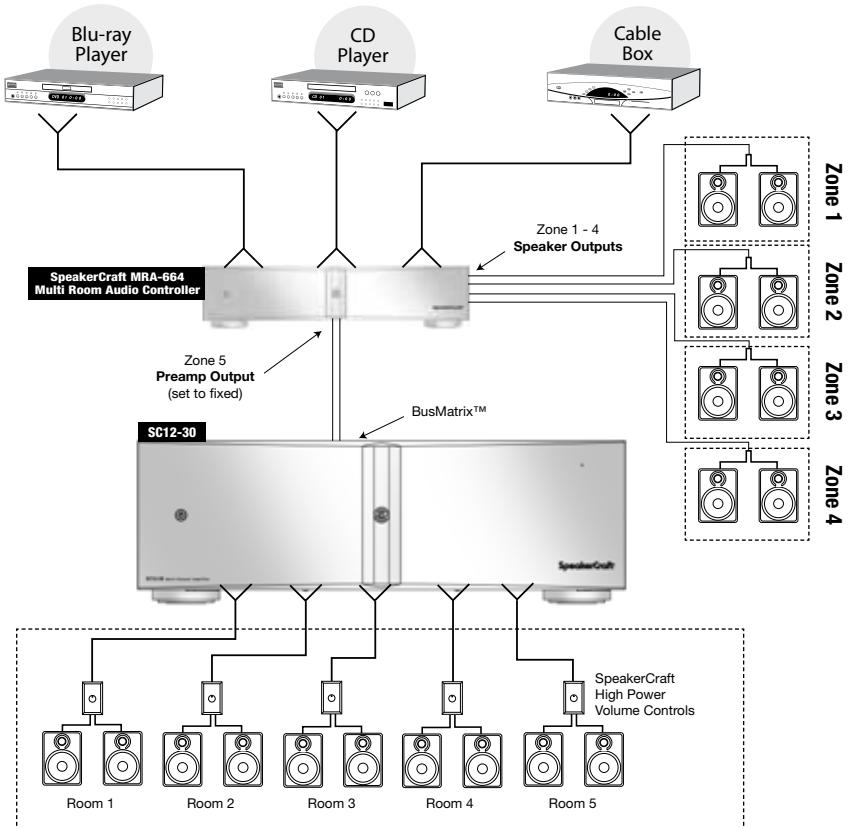 Blu-ray
Player
CD
Player
Cable
Box
Zone 1 - 4
Speaker Outputs
SpeakerCraft MRA-664
Multi Room Audio Controller
Zone 5
Preamp Output
(set to fixed)
BusMatrix™
SC12-30
SpeakerCraft
Zone 1
Zone 2
Zone 3
Zone 4
SpeakerCraft
High Power
Volume Controls
Room 1
Room 2
Room 3
Room 4
Room 5